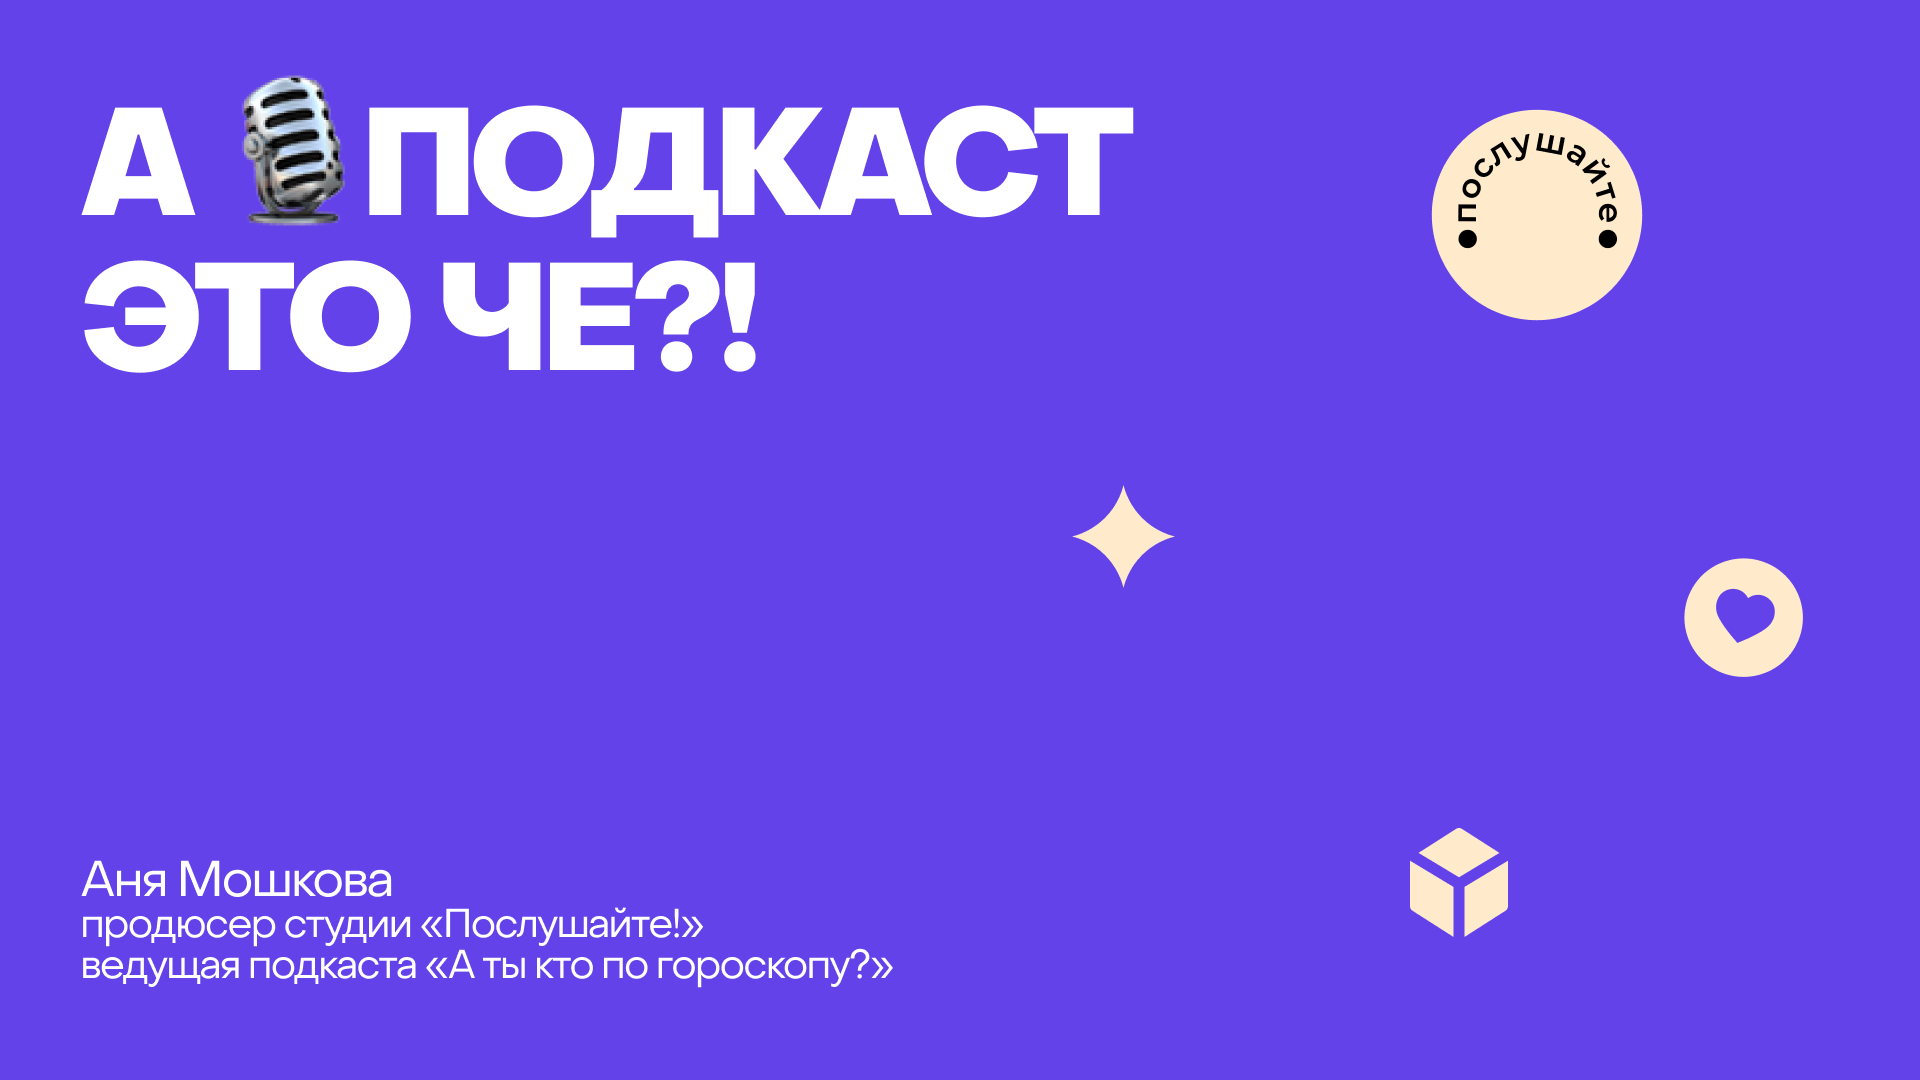 А 🎙 ПОДКАСТ
ЭТО ЧЕ?!
послушайте
Аня Мошкова
продюсер студии «Послушайте!»
ведущая подкаста «А ты кто по гороскопу?»